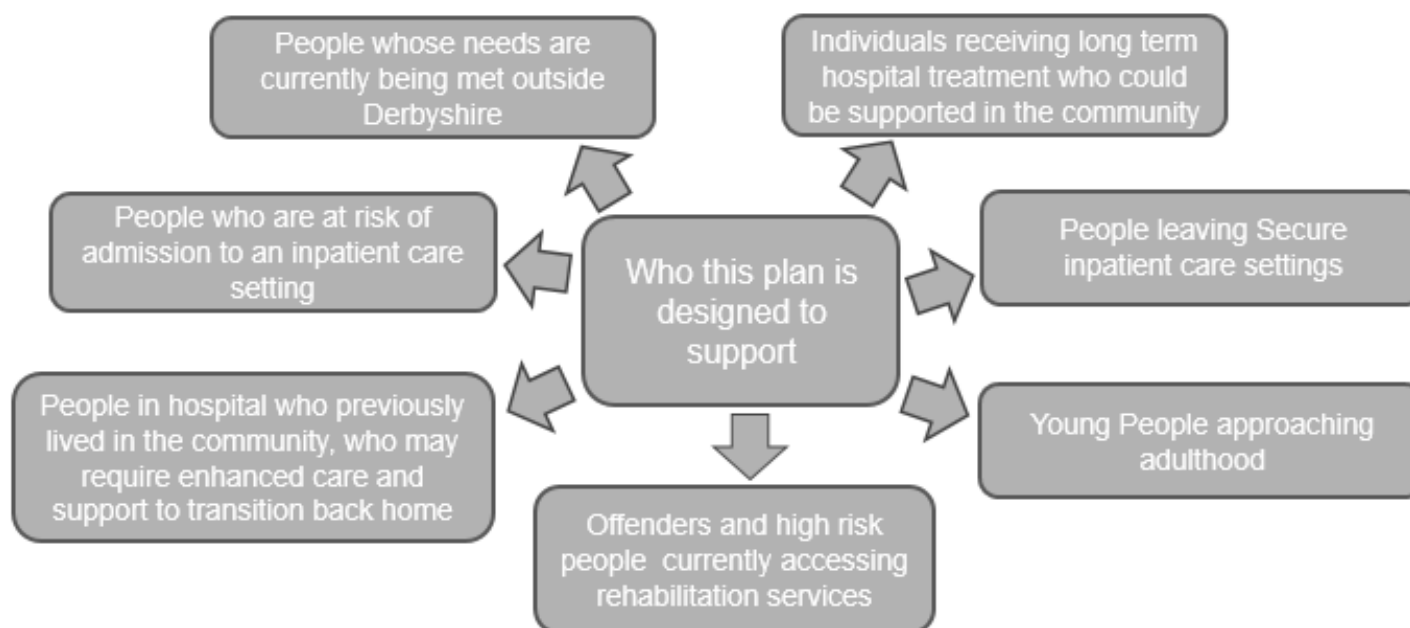 People whose needs are
currently being met outside
Derbyshire
Individuals receiving long term
hospital treatment who could
be supported in the community
People who are at risk of
admission to an inpatient care
setting
Who this plan is
designed to
support
People leaving Secure
inpatient care settings
People in hospital who previously
lived in the community, who may
require enhanced care and
support to transition back home
Young People approaching
adulthood
Offenders and high risk
people  currently accessing
rehabilitation services